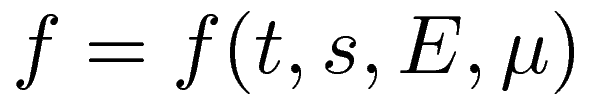 f = f(t, s, E, μ)